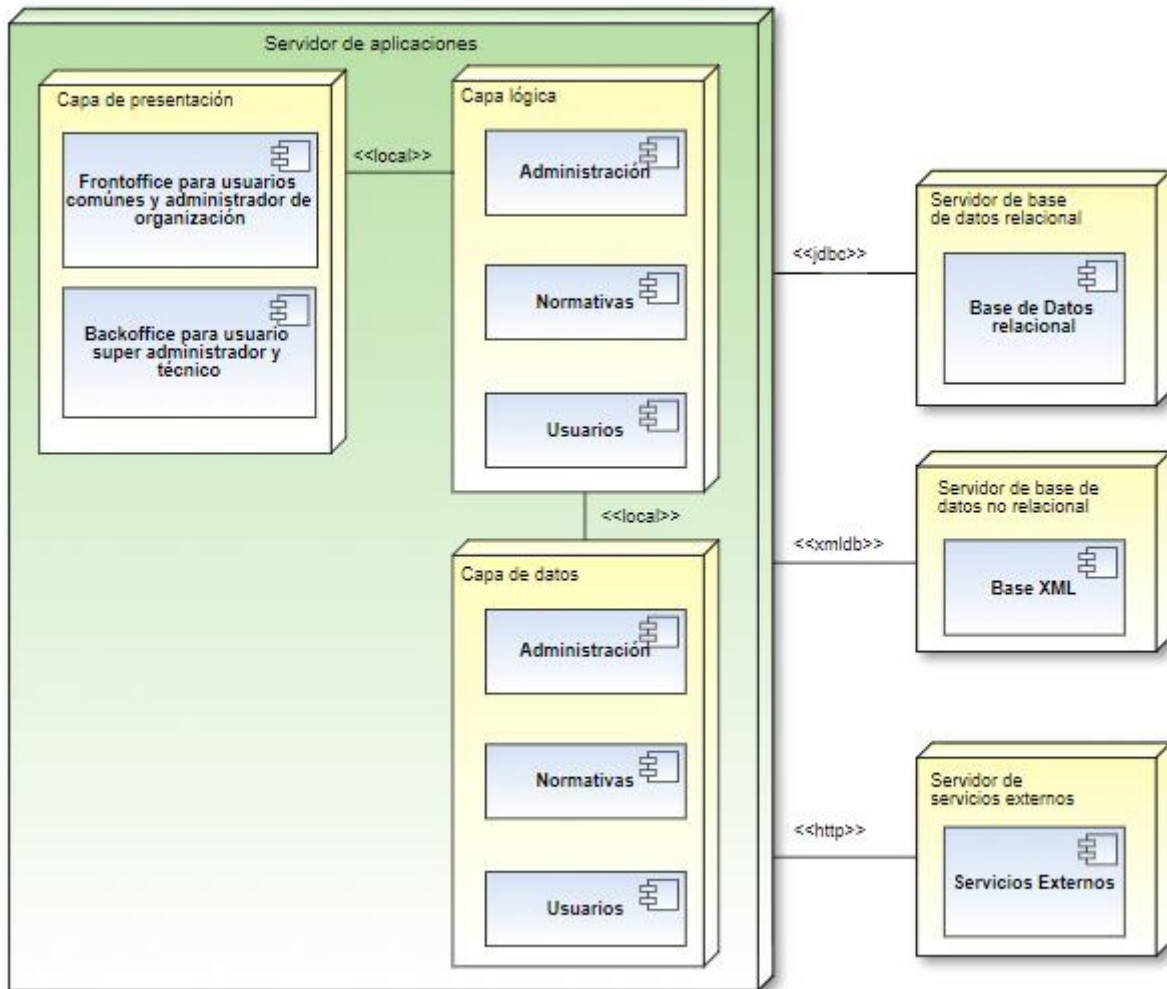 Servidor de aplicaciones
Capa de presentación
Frontoffice para usuarios
comúnes y administrador de
organización
Backoffice para usuario
super administrador y
técnico
<<local>>
Capa lógica
Administración
Normativas
Usuarios
<<local>>
Capa de datos
Administración
Normativas
Usuarios
<<jdbc>>
Servidor de base
de datos relacional
Base de Datos
relacional
<<xmldb>>
Servidor de base de
datos no relacional
Base XML
<<http>>
Servidor de
servicios externos
Servicios Externos